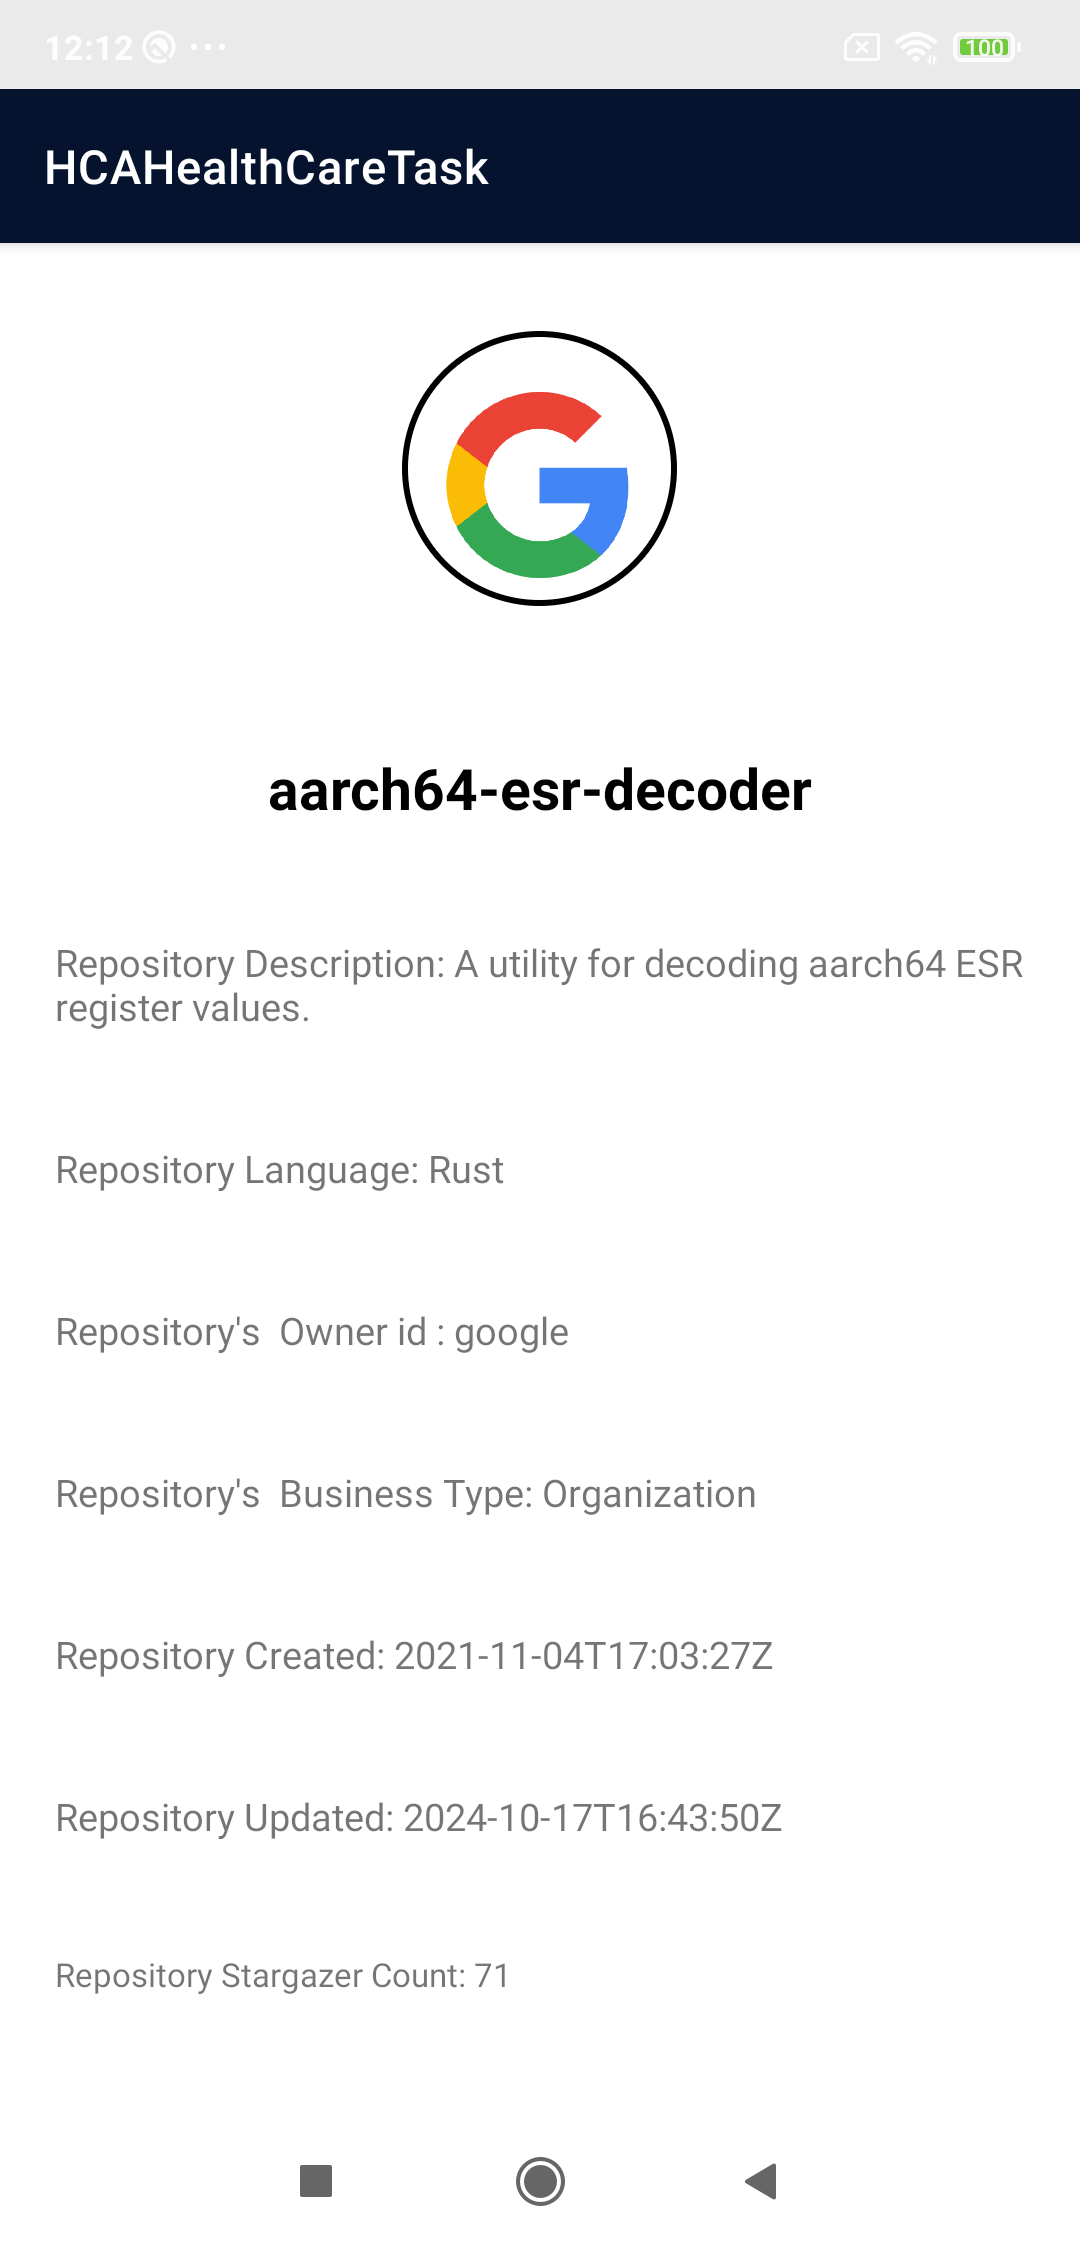 12:12
100
HCAHealthCareTask
aarch64-esr-decoder
Repository Description: A utility for decoding aarch64 ESR
register values.
Repository Language: Rust
Repository's  Owner id : google
Repository's  Business Type: Organization
Repository Created: 2021-11-04T17:03:27Z
Repository Updated: 2024-10-17T16:43:50Z
Repository Stargazer Count: 71